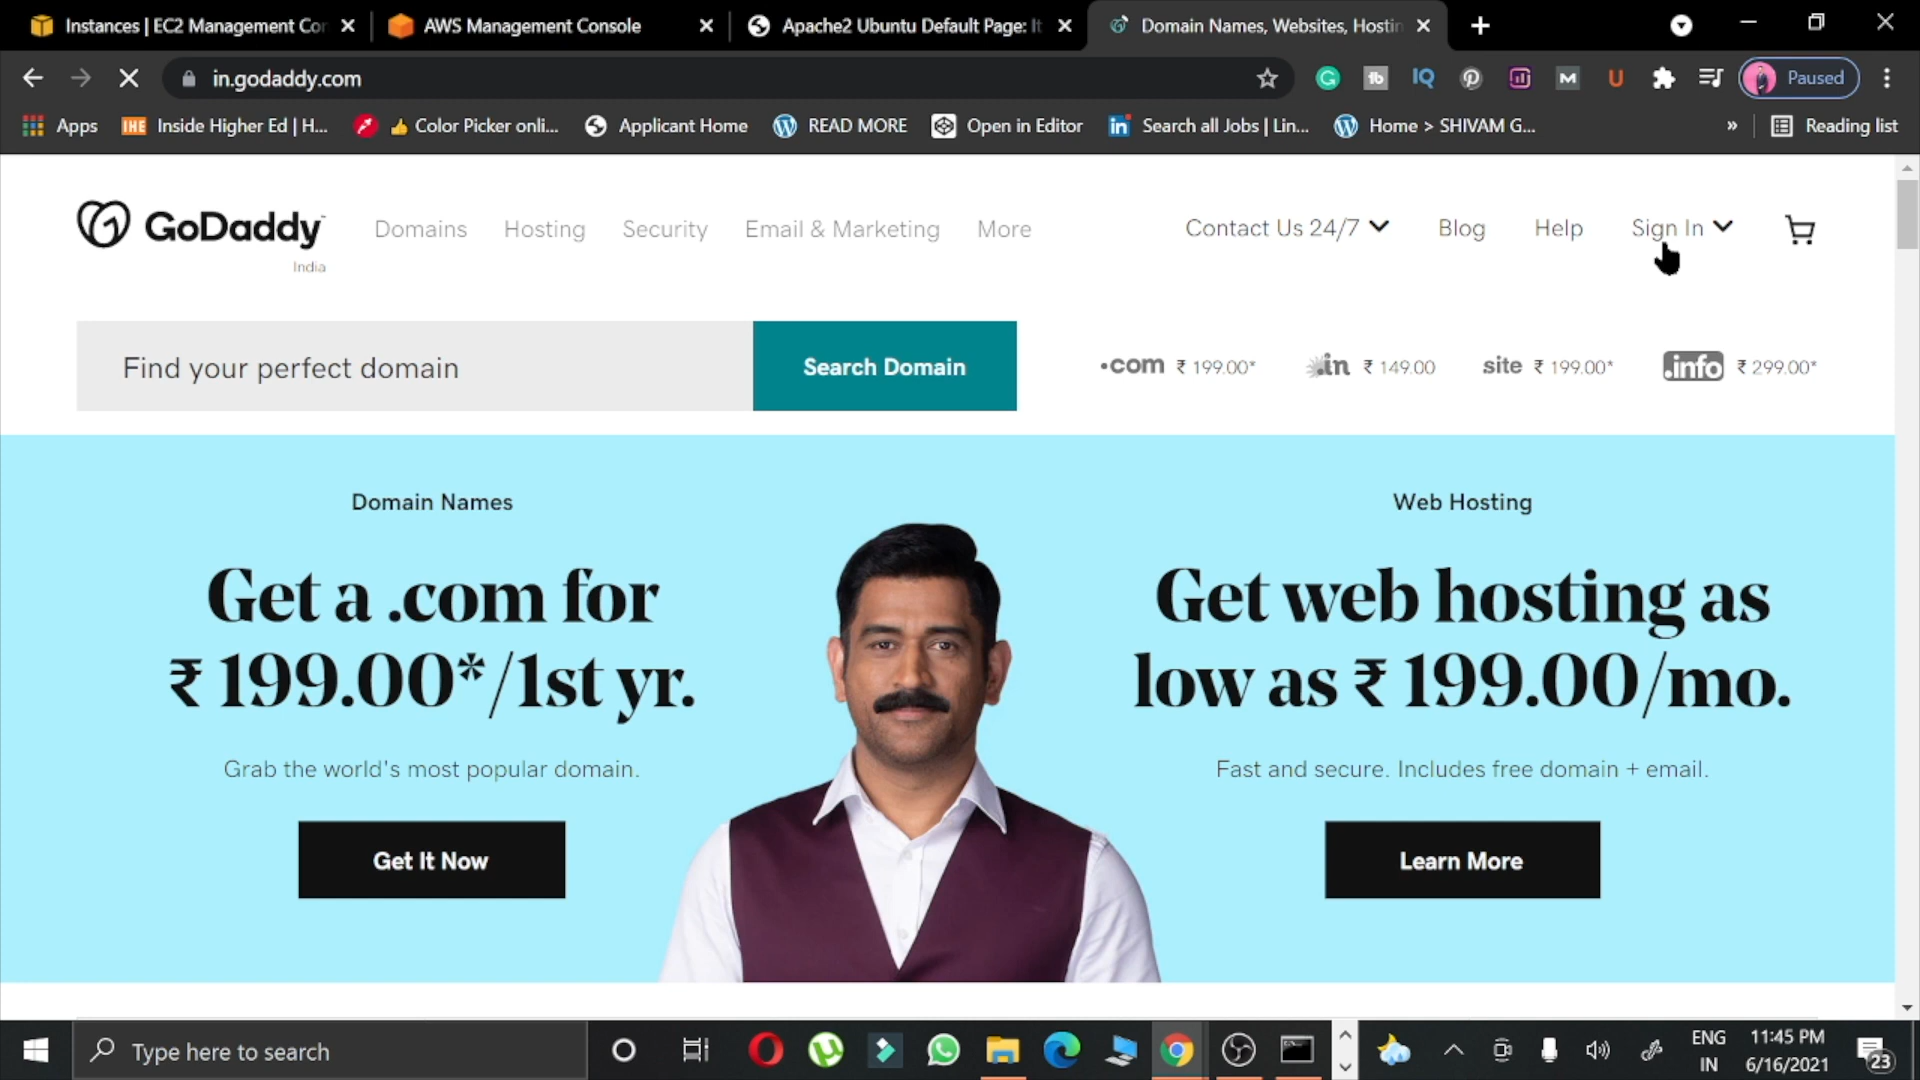 Instances | EC2 Management Con
AWS Management Console
Apache2 Ubuntu Default Page: It
Domain Names, Websites, Hostin
in.godaddy.com
tb
IQ
M
U
Paused
Apps
IHE
Inside Higher Ed | H...
Color Picker onli...
Applicant Home
READ MORE
Open in Editor
in
Search all Jobs | Lin...
Home > SHIVAM G...
»
Reading list
GoDaddy
India
Domains
Hosting
Security
Email & Marketing
More
Contact Us 24/7
Blog
Help
Sign In
Find your perfect domain
Search Domain
.com ₹ 199.00*
.in ₹ 149.00
site ₹ 199.00*
.info ₹ 299.00*
Domain Names
Get a .com for
₹ 199.00*/1st yr.
Grab the world's most popular domain.
Get It Now
Web Hosting
Get web hosting as
low as ₹ 199.00/mo.
Fast and secure. Includes free domain + email.
Learn More
Type here to search
ENG
IN
11:45 PM
6/16/2021
23